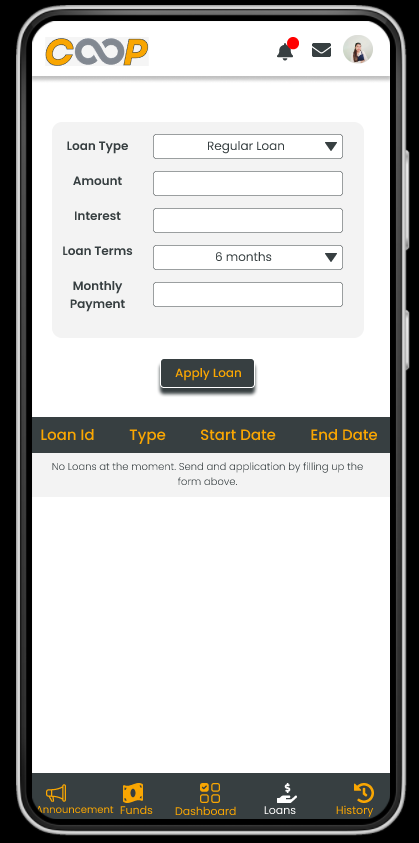 COOP
Loan Type
Regular Loan
Amount
Interest
Loan Terms
6 months
Monthly
Payment
Apply Loan
Loan Id Type Start Date End Date
No Loans at the moment. Send and application by filling up the
form above.
$
Announcement Funds Dashboard Loans History